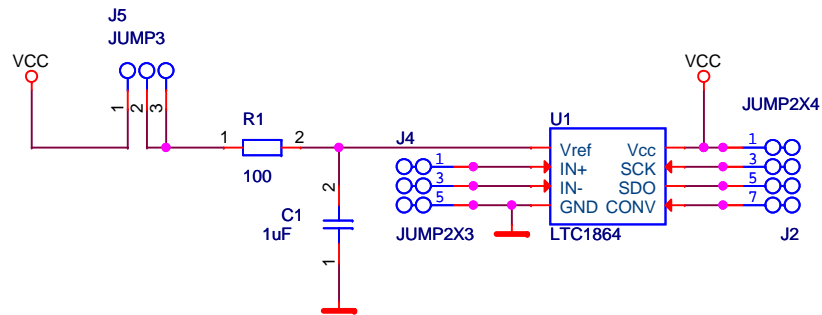 J5
JUMP3
VCC
1
2
3
R1
1
2
100
2
C1
1uF
1
J4
1
3
5
JUMP2X3
U1
Vref
IN+
IN-
GND
Vcc
SCK
SDO
CONV
LTC1864
VCC
JUMP2X4
1
3
5
7
J2